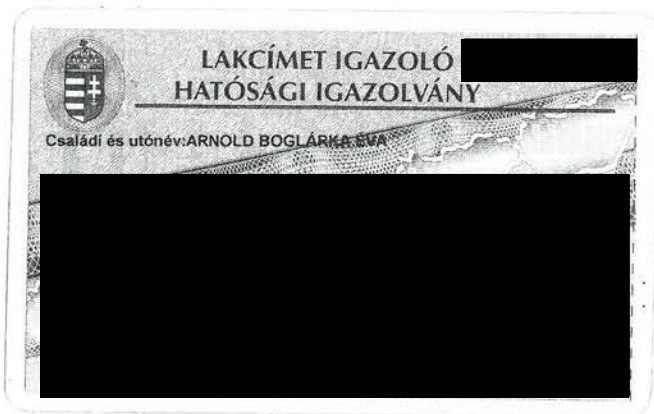 LAKCÍMET IGAZOLÓ
HATÓSÁGI IGAZOLVÁNY
Családi és utónév:ARNOLD BOGLÁRKA ÉVA